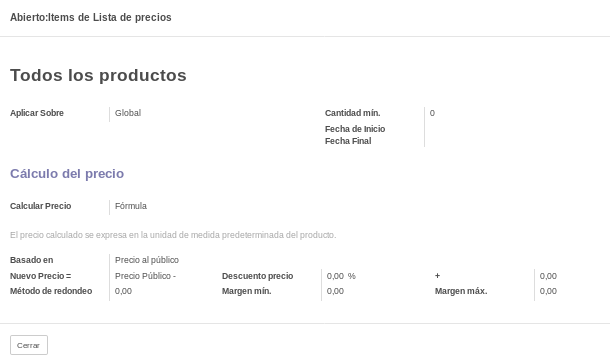 Abierto:Items de Lista de precios
Todos los productos
Aplicar Sobre Global Cantidad mín. 0
Fecha de Inicio
Fecha Final
Cálculo del precio
Calcular Precio Fórmula
El precio calculado se expresa en la unidad de medida predeterminada del producto.
Basado en Precio al público
Nuevo Precio = Precio Público - Descuento precio 0,00 % + 0,00
Método de redondeo 0,00 Margen mín. 0,00 Margen máx. 0,00
Cerrar